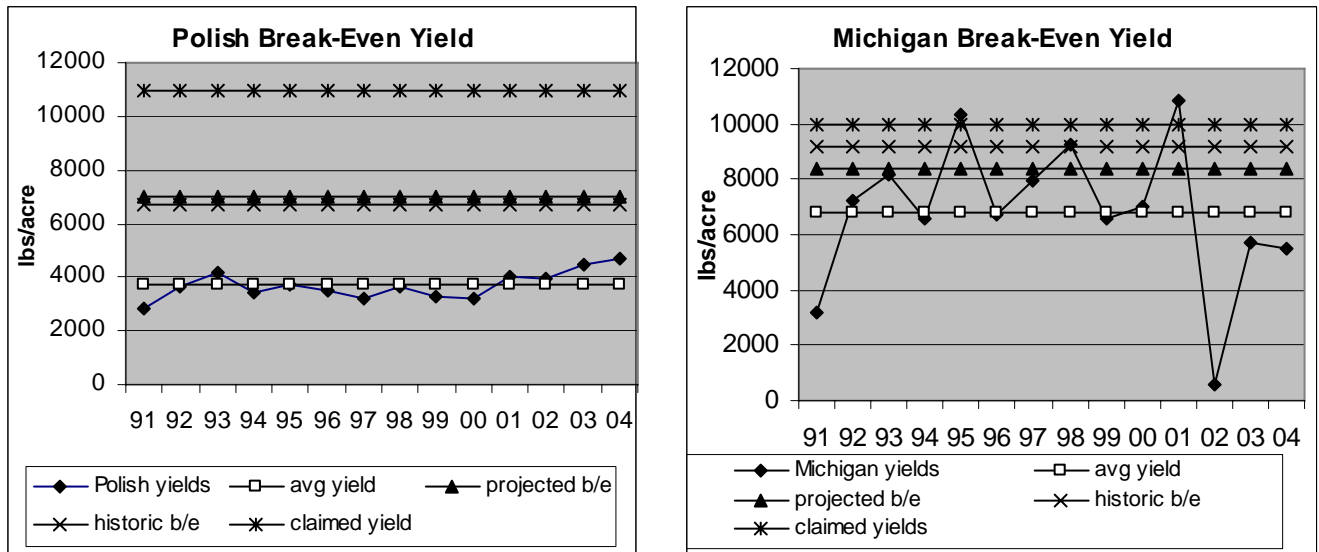 Polish Break-Even Yield
12000
10000
8000
6000
4000
2000
0
lbs/acre
91 92 93 94 95 96 97 98 99 00 01 02 03 04
Polish yields avg yield projected b/e
historic b/e claimed yield
Michigan Break-Even Yield
12000
10000
8000
6000
4000
2000
0
lbs/acre
91 92 93 94 95 96 97 98 99 00 01 02 03 04
Michigan yields avg yield
projected b/e historic b/e
claimed yields